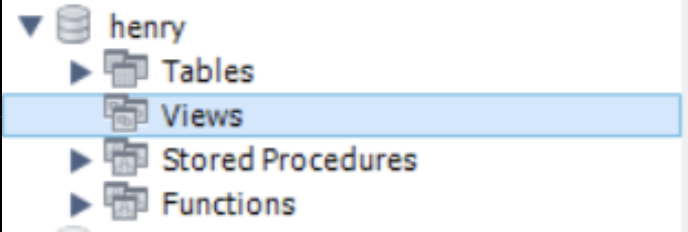 henry
Tables
Views
Stored Procedures
Functions